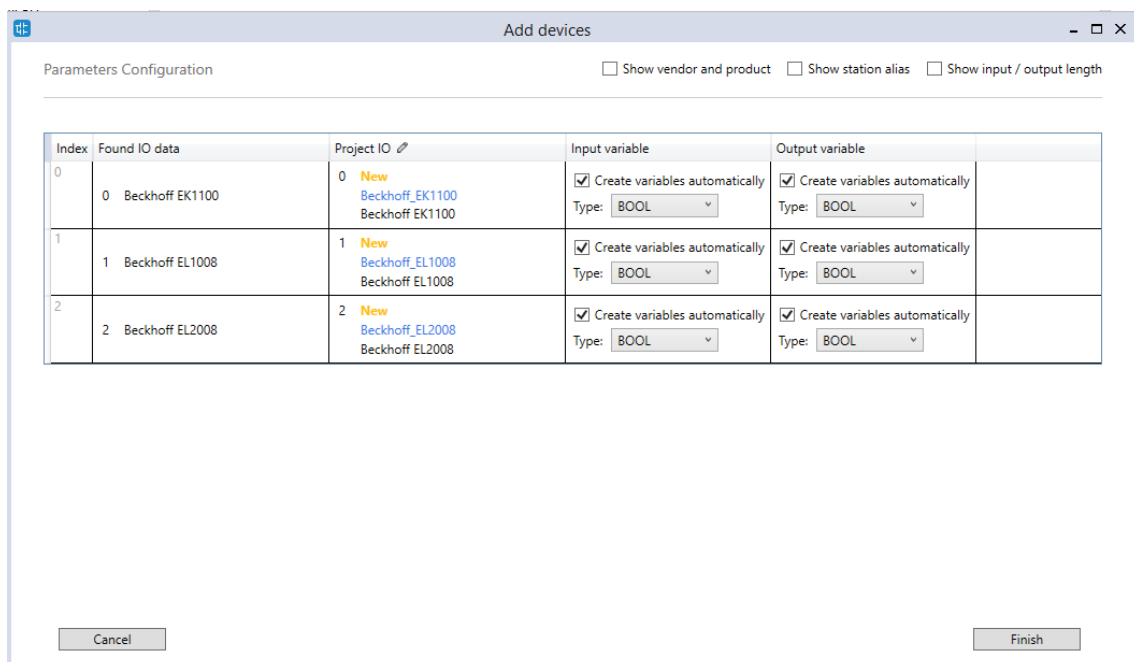 Add devices
Parameters Configuration
Show vendor and product Show station alias Show input / output length
Index Found IO data Project IO Input variable Output variable
0 0 Beckhoff EK1100 0 New
Beckhoff_EK1100
Beckhoff EK1100
Create variables automatically
Type: BOOL
Create variables automatically
Type: BOOL
1 1 Beckhoff EL1008 1 New
Beckhoff_EL1008
Beckhoff EL1008
Create variables automatically
Type: BOOL
Create variables automatically
Type: BOOL
2 2 Beckhoff EL2008 2 New
Beckhoff_EL2008
Beckhoff EL2008
Create variables automatically
Type: BOOL
Create variables automatically
Type: BOOL
Cancel Finish